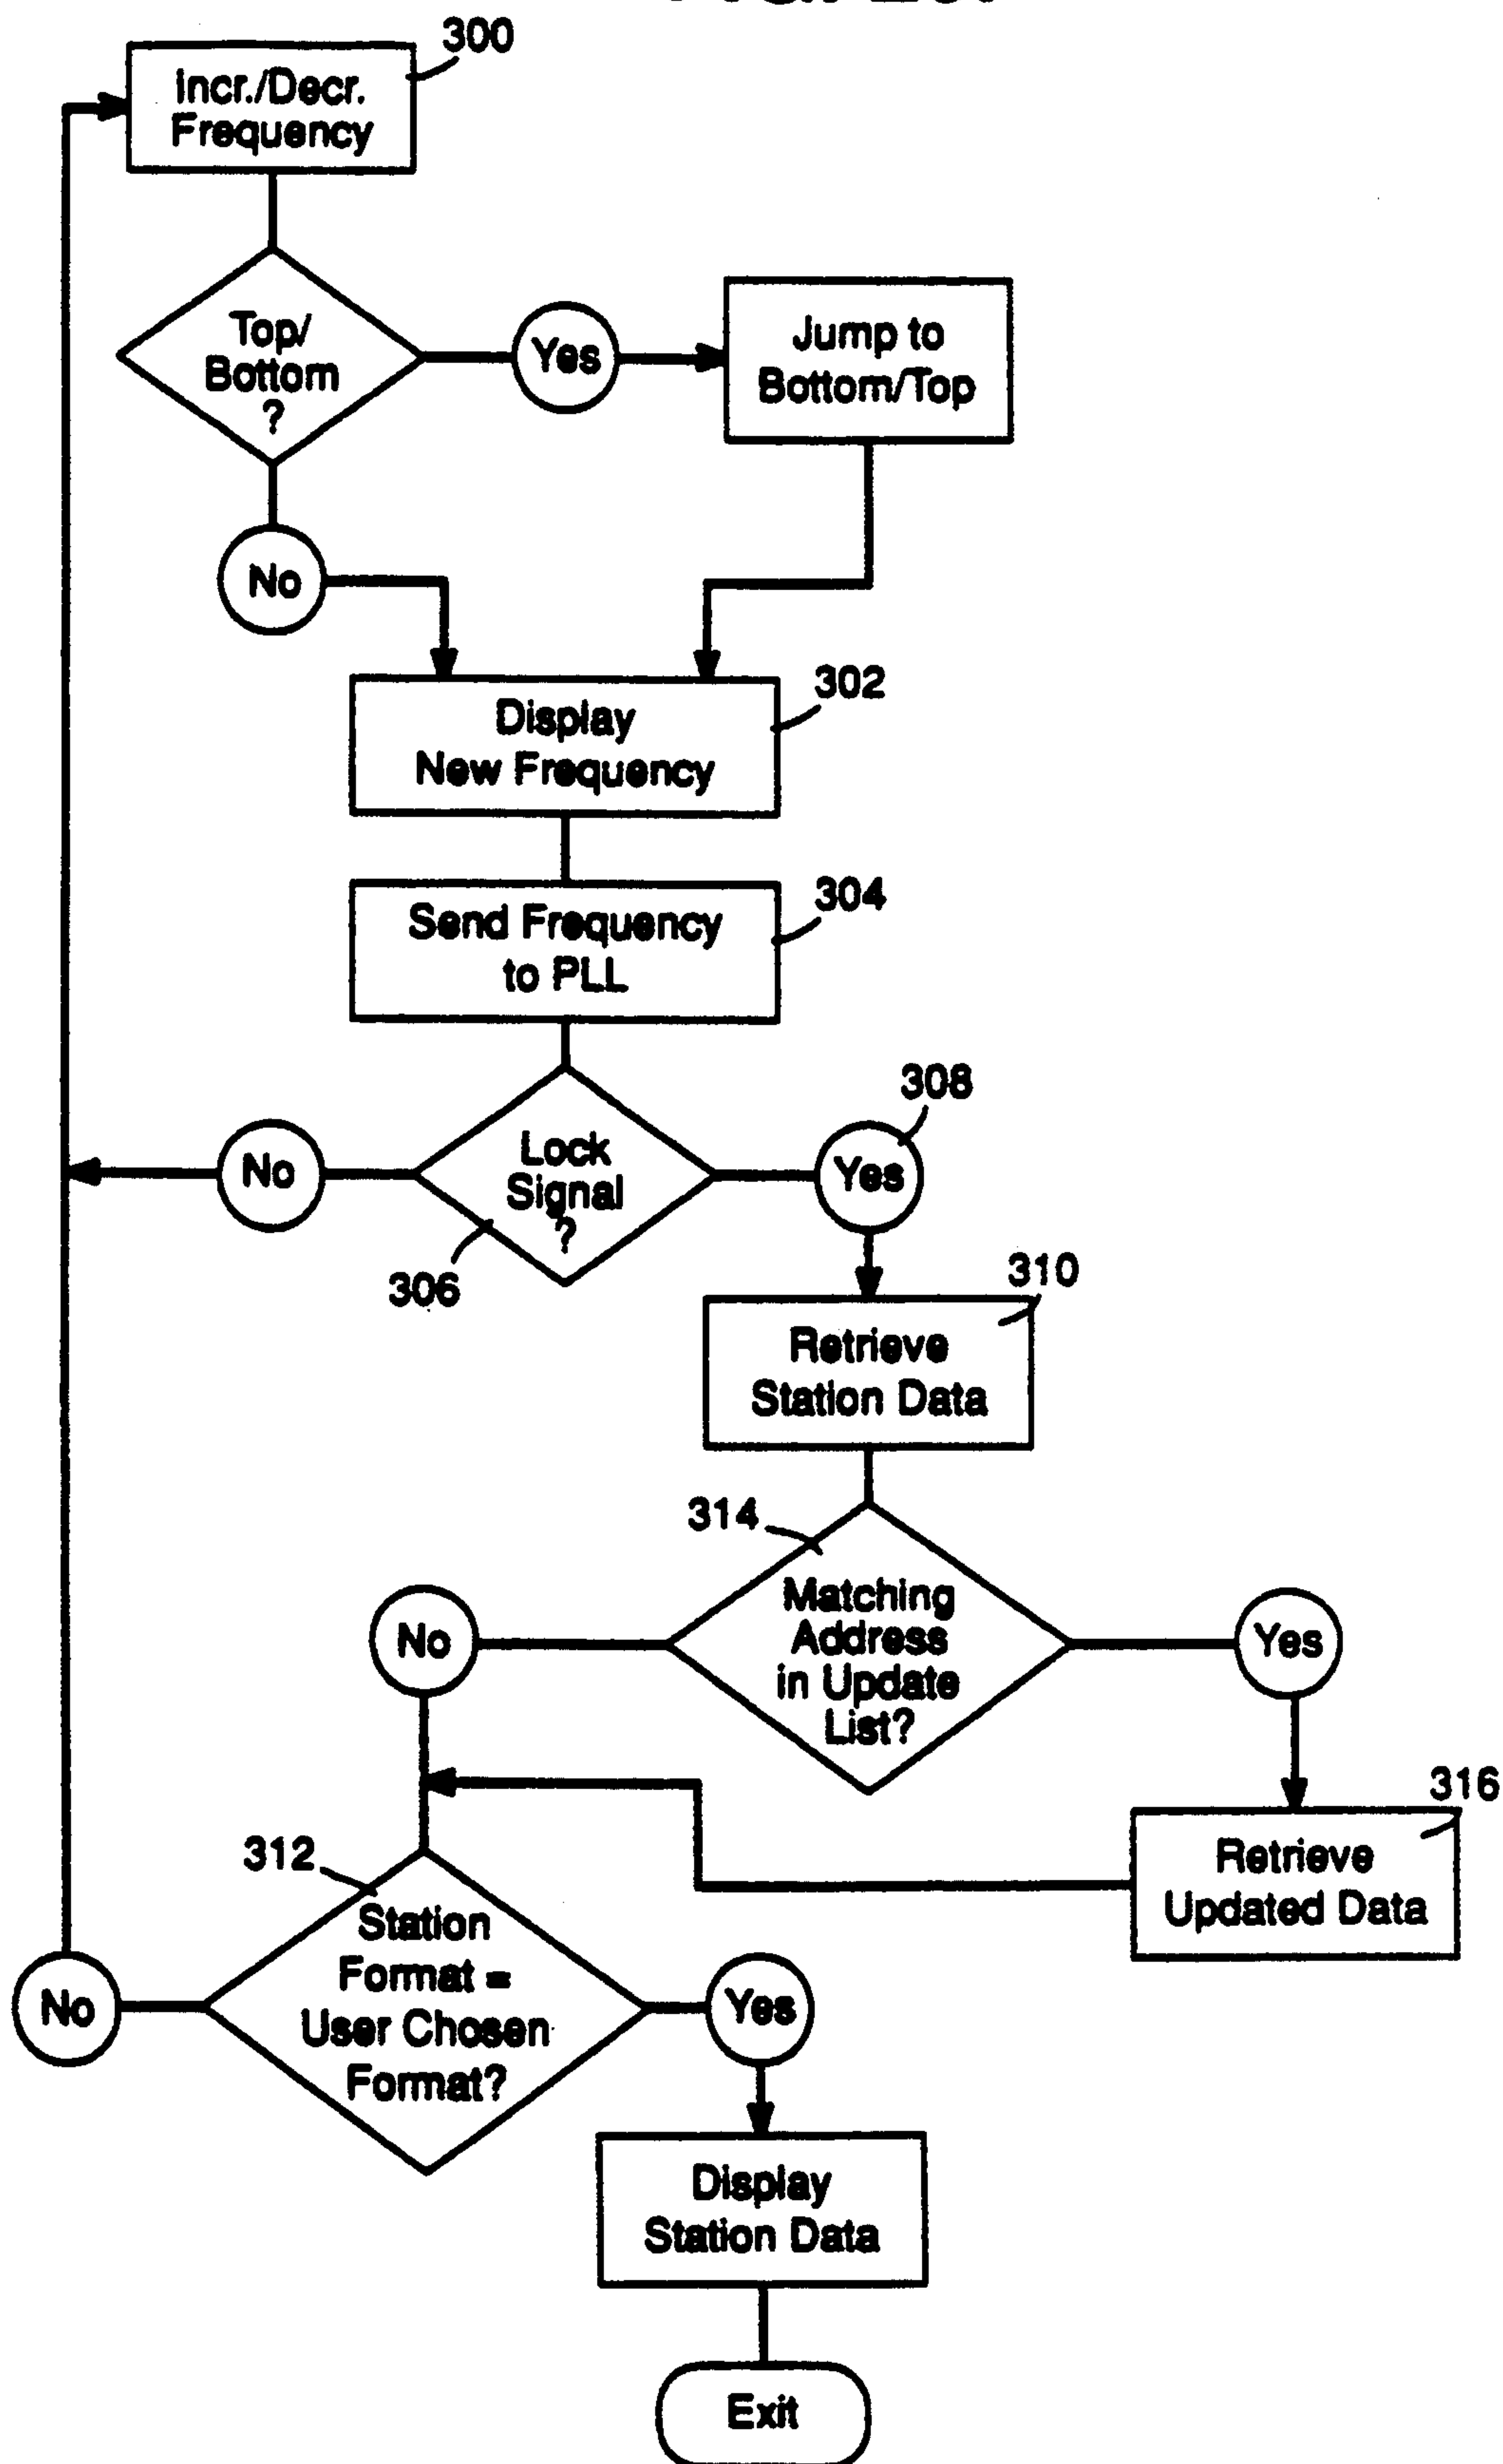 300
Incr./Decr.
Frequency
Top/
Bottom
?
Yes
Jump to
Bottom/Top
No
302
Display
New Frequency
304
Send Frequency
to PLL
308
Lock
Signal
?
No
Yes
306
310
Retrieve
Station Data
314
Matching
Address
in Update
List?
No
Yes
316
Retrieve
Updated Data
312
Station
Format =
User Chosen
Format?
No
Yes
Display
Station Data
Exit